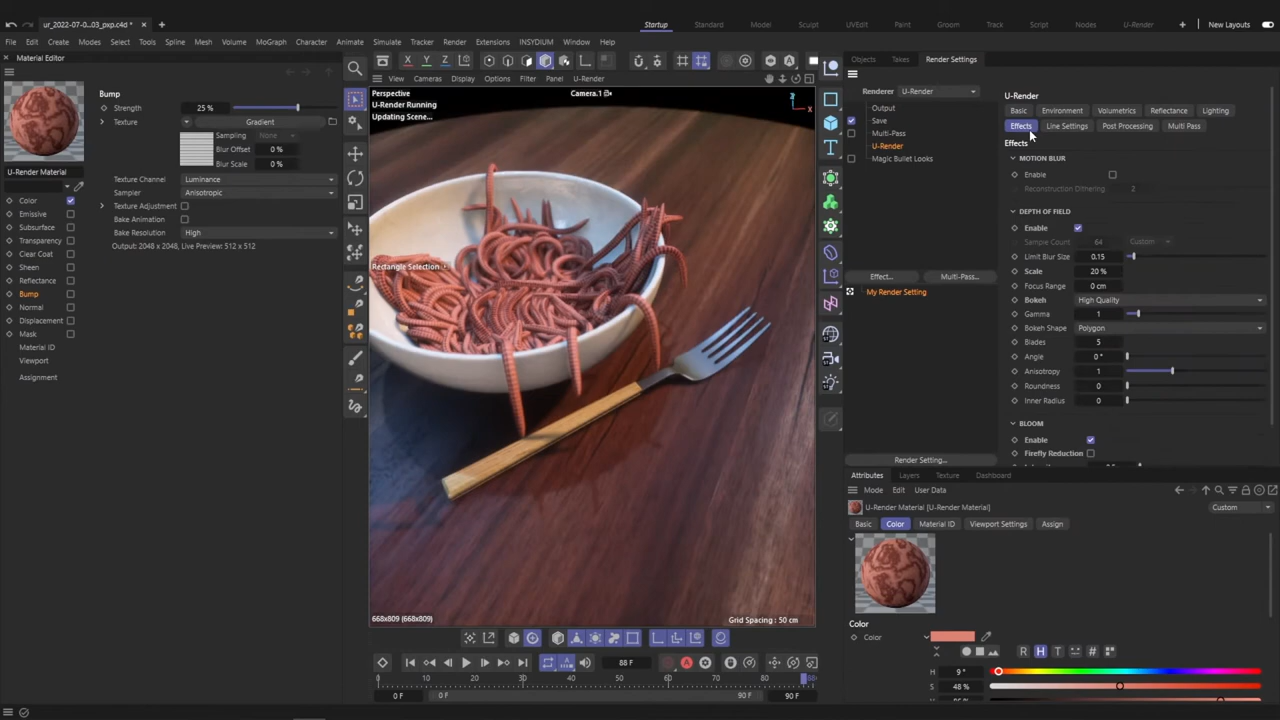 ur_2022-07-0...03_pxp.c4d *
Startup Standard Model Sculpt UVEdit Paint Groom Track Script Nodes U-Render New Layouts
File Edit Create Modes Select Tools Spline Mesh Volume MoGraph Character Animate Simulate Tracker Render Extensions INSYDIUM Window Help
Material Editor
Objects Takes Render Settings
X Y Z
View Cameras Display Options Filter Panel U-Render
Perspective
Camera.1
U-Render Running
Updating Scene...
Rectangle Selection
668x809 (668x809)
Grid Spacing : 50 cm
Bump
Strength 25 %
Texture Gradient
Sampling None
Blur Offset 0 %
Blur Scale 0 %
Texture Channel Luminance
Sampler Anisotropic
Texture Adjustment
Bake Animation
Bake Resolution High
Output: 2048 x 2048, Live Preview: 512 x 512
U-Render Material
Color
Emissive
Subsurface
Transparency
Clear Coat
Sheen
Reflectance
Bump
Normal
Displacement
Mask
Material ID
Viewport
Assignment
Renderer U-Render
Output
Save
Multi-Pass
U-Render
Magic Bullet Looks
Effect... Multi-Pass...
My Render Setting
Render Setting...
U-Render
Basic Environment Volumetrics Reflectance Lighting
Effects Line Settings Post Processing Multi Pass
Effects
MOTION BLUR
Enable
Reconstruction Dithering 2
DEPTH OF FIELD
Enable
Sample Count 64 Custom
Limit Blur Size 0.15
Scale 20 %
Focus Range 0 cm
Bokeh High Quality
Gamma 1
Bokeh Shape Polygon
Blades 5
Angle 0 °
Anisotropy 1
Roundness 0
Inner Radius 0
BLOOM
Enable
Firefly Reduction
Attributes Layers Texture Dashboard
Mode Edit User Data
U-Render Material [U-Render Material] Custom
Basic Color Material ID Viewport Settings Assign
Color
Color
R H T #
H 9 °
S 48 %
88 F
0 10 20 30 40 50 60 70 80
0 F 0 F 90 F 90 F